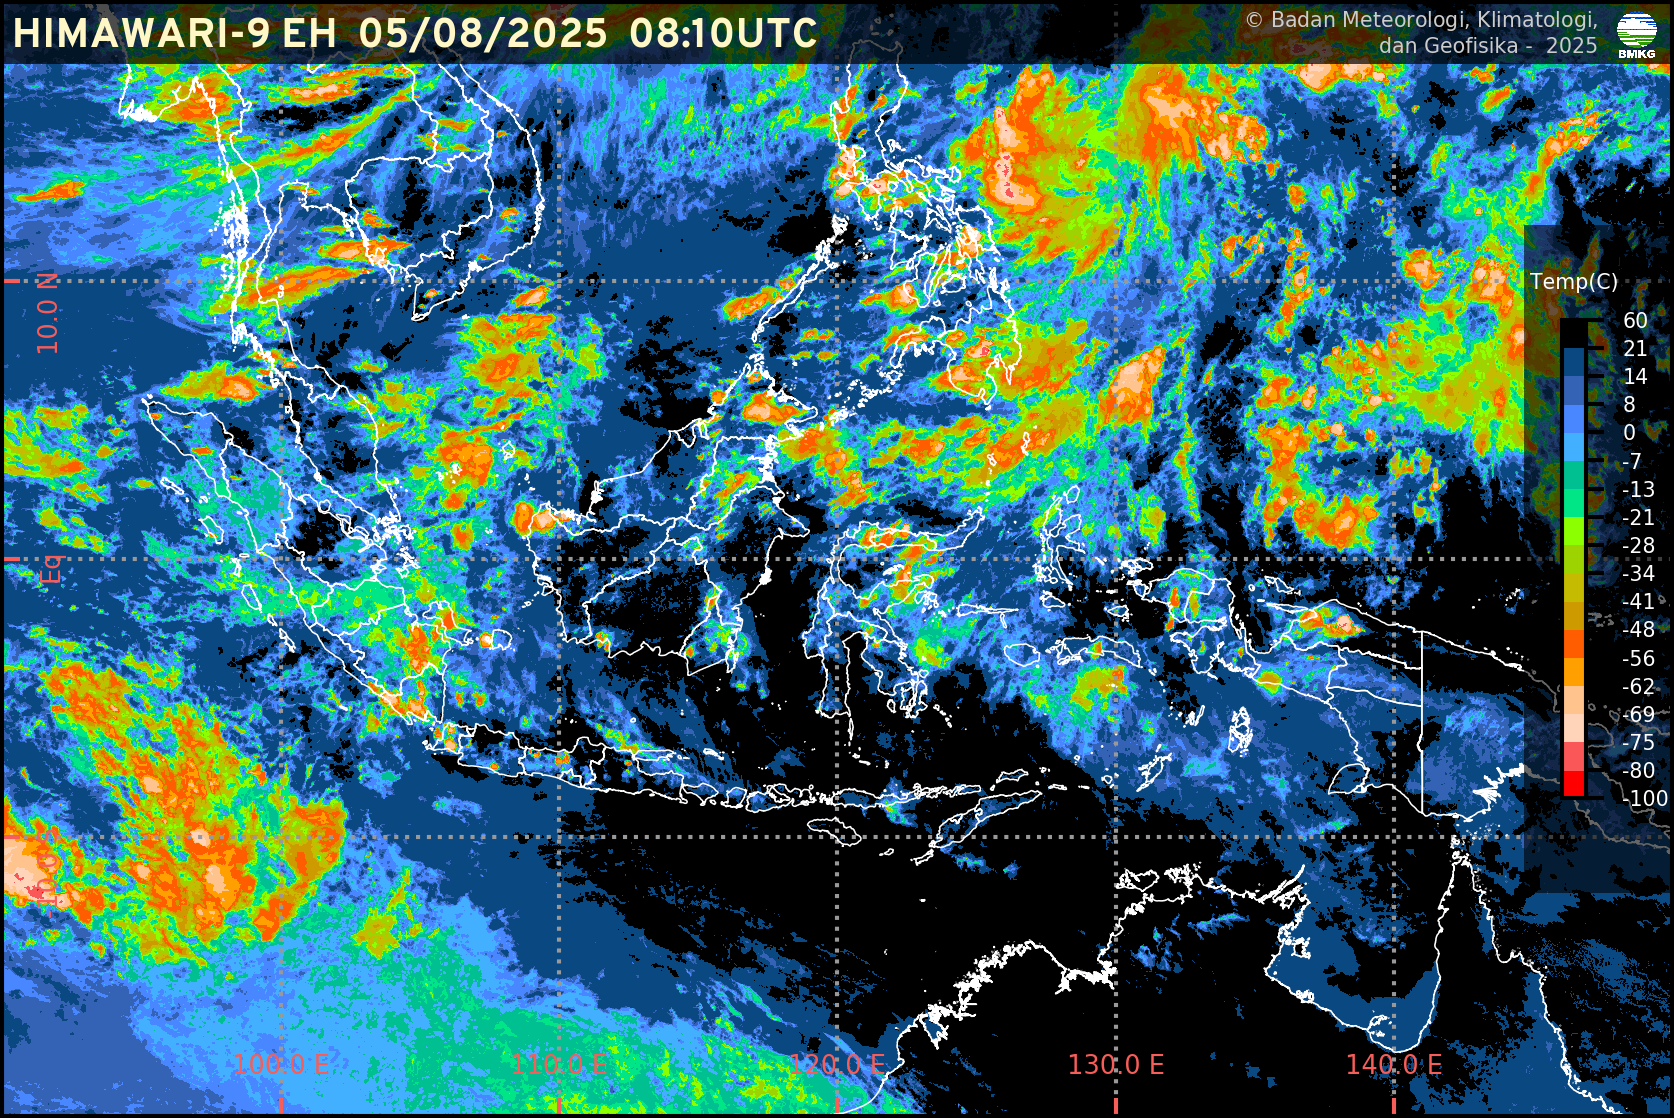 HIMAWARI-9 EH 05/08/2025 08:10UTC
© Badan Meteorologi, Klimatologi,
dan Geofisika - 2025
BMKG
Temp(C)
60
21
14
8
0
-7
-13
-21
-28
-34
-41
-48
-56
-62
-69
-75
-80
-100
10.0 N
Eq
100.0 E
110.0 E
120.0 E
130.0 E
140.0 E